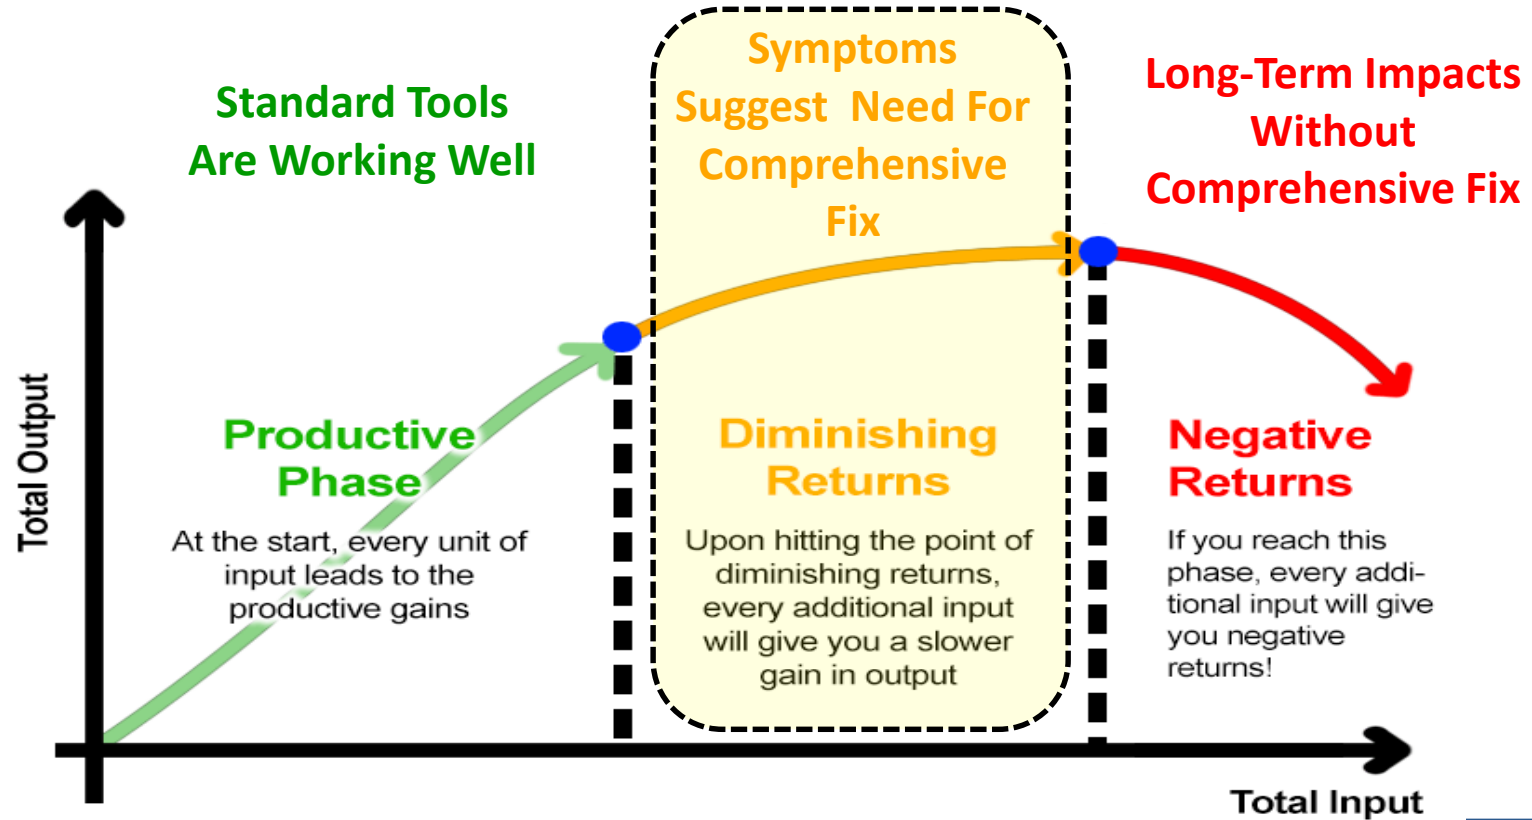 Standard Tools
Are Working Well
Symptoms
Suggest  Need For
Comprehensive
Fix
Long-Term Impacts
Without
Comprehensive Fix
Total Output
Productive
Phase
At the start, every unit of
input leads to the
productive gains
Diminishing
Returns
Upon hitting the point of
diminishing returns,
every additional input
will give you a slower
gain in output
Negative
Returns
If you reach this
phase, every addi-
tional input will give
you negative
returns!
Total Input